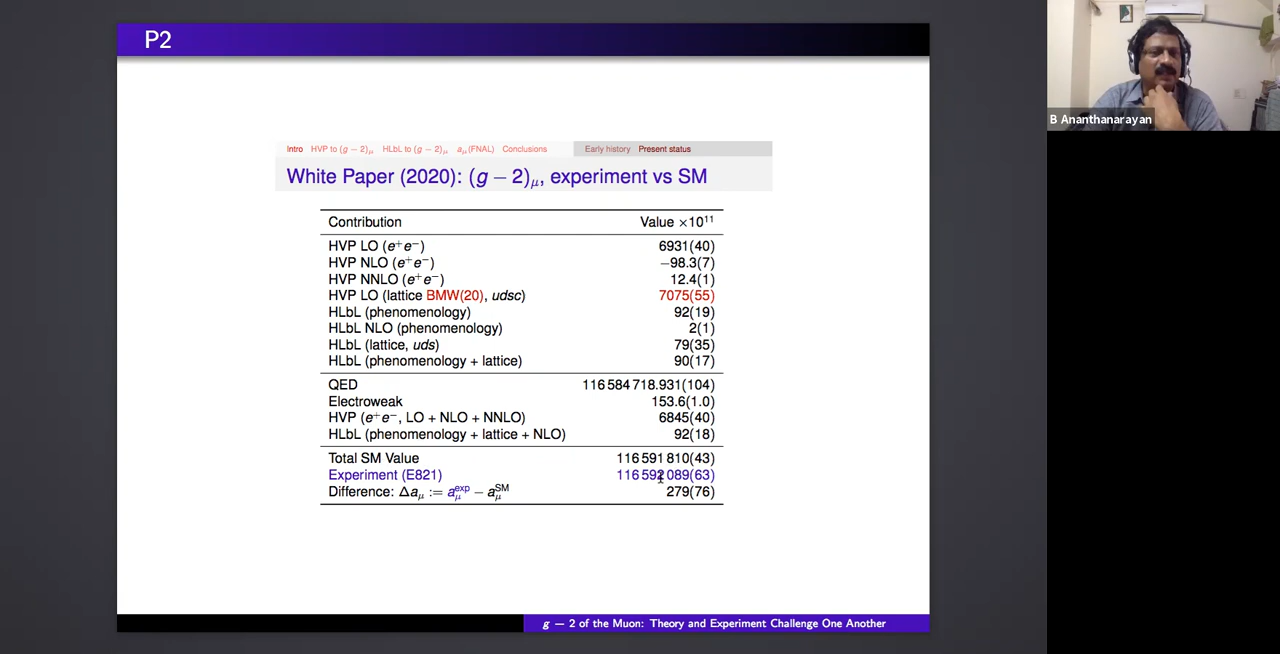 P2
B Ananthanarayan
Intro HVP to (g − 2)μ HLbL to (g − 2)μ aμ(FNAL) Conclusions Early history Present status
White Paper (2020): (g − 2)μ, experiment vs SM
Contribution Value ×10¹¹
HVP LO (e⁺e⁻) 6931(40)
HVP NLO (e⁺e⁻) −98.3(7)
HVP NNLO (e⁺e⁻) 12.4(1)
HVP LO (lattice BMW(20), udsc) 7075(55)
HLbL (phenomenology) 92(19)
HLbL NLO (phenomenology) 2(1)
HLbL (lattice, uds) 79(35)
HLbL (phenomenology + lattice) 90(17)
QED 116 584 718.931(104)
Electroweak 153.6(1.0)
HVP (e⁺e⁻, LO + NLO + NNLO) 6845(40)
HLbL (phenomenology + lattice + NLO) 92(18)
Total SM Value 116 591 810(43)
Experiment (E821) 116 592 089(63)
Difference: Δaμ := aμ^exp − aμ^SM 279(76)
g — 2 of the Muon: Theory and Experiment Challenge One Another